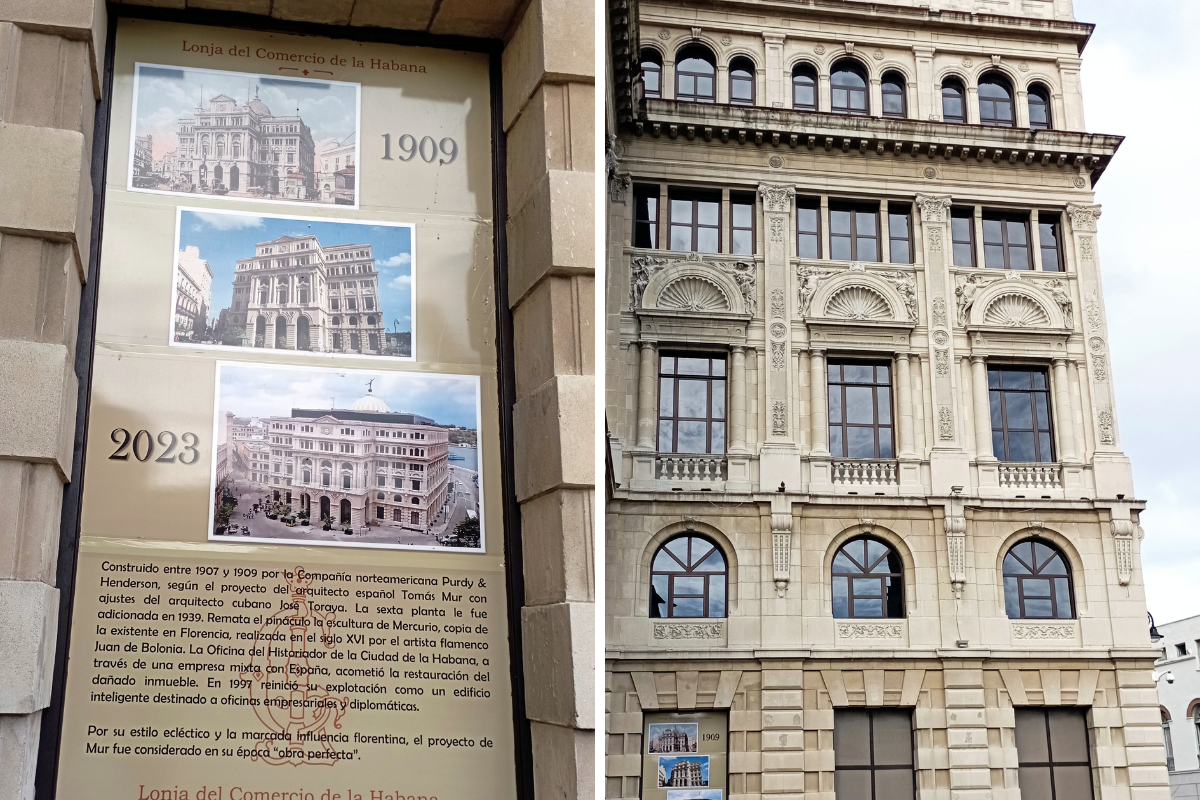 Lonja del Comercio de la Habana
1909
2023
Construido entre 1907 y 1909 por la Compañía norteamericana Purdy &
Henderson, según el proyecto del arquitecto español Tomás Mur con
ajustes del arquitecto cubano José Toraya. La sexta planta le fue
adicionada en 1939. Remata el pináculo la escultura de Mercurio, copia de
la existente en Florencia, realizada en el siglo XVI por el artista flamenco
Juan de Bolonia. La Oficina del Historiador de la Ciudad de la Habana, a
través de una empresa mixta con España, acometió la restauración del
dañado inmueble. En 1997 reinició su explotación como un edificio
inteligente destinado a oficinas empresariales y diplomáticas.
Por su estilo ecléctico y la marcada influencia florentina, el proyecto de
Mur fue considerado en su época “obra perfecta”.
Lonja del Comercio de la Habana
1909